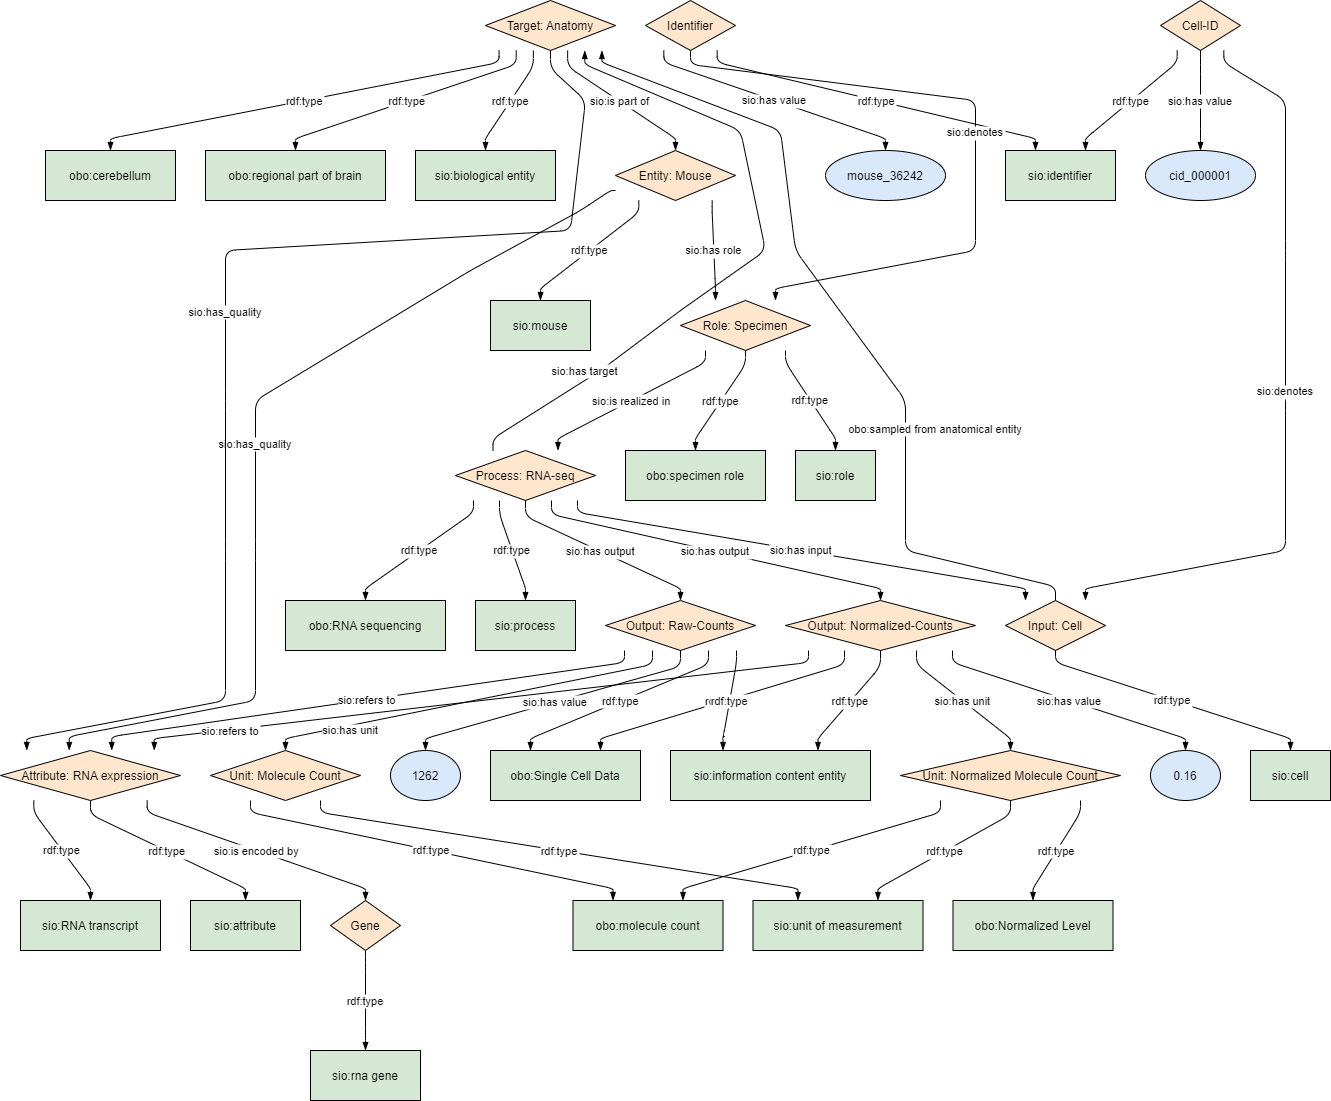 Target: Anatomy
Identifier
Cell-ID
rdf:type
rdf:type
rdf:type
sio:is part of
sio:has value
rdf:type
rdf:type
sio:has value
sio:denotes
obo:cerebellum
obo:regional part of brain
sio:biological entity
Entity: Mouse
mouse_36242
sio:identifier
cid_000001
rdf:type
sio:has role
sio:has_quality
sio:mouse
Role: Specimen
sio:has target
sio:is realized in
rdf:type
rdf:type
sio:denotes
obo:sampled from anatomical entity
sio:has_quality
Process: RNA-seq
obo:specimen role
sio:role
rdf:type
rdf:type
sio:has output
sio:has output
sio:has input
obo:RNA sequencing
sio:process
Output: Raw-Counts
Output: Normalized-Counts
Input: Cell
sio:refers to
sio:has value
rdf:type
rdf:type
rdf:type
sio:has unit
sio:has value
rdf:type
sio:refers to
sio:has unit
rdf:type
Attribute: RNA expression
Unit: Molecule Count
1262
obo:Single Cell Data
sio:information content entity
Unit: Normalized Molecule Count
0.16
sio:cell
rdf:type
rdf:type
sio:is encoded by
rdf:type
rdf:type
rdf:type
rdf:type
rdf:type
sio:RNA transcript
sio:attribute
Gene
obo:molecule count
sio:unit of measurement
obo:Normalized Level
rdf:type
sio:rna gene